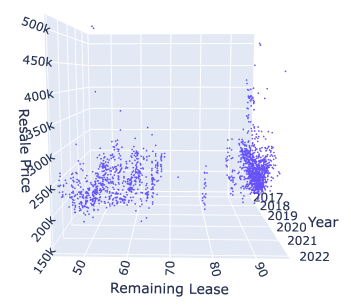 500k
450k
400k
350k
300k
250k
200k
150k
Resale Price
50
60
70
80
90
Remaining Lease
2017
2018
2019
2020
2021
2022
Year